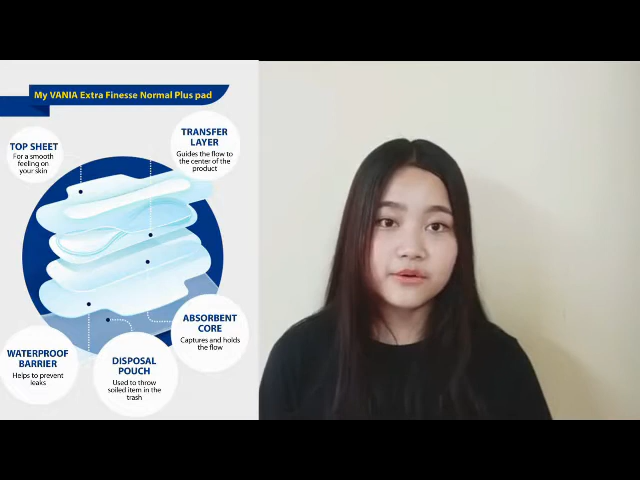 My VANIA Extra Finesse Normal Plus pad
TOP SHEET
For a smooth
feeling on
your skin
TRANSFER
LAYER
Guides the flow to
the center of the
product
ABSORBENT
CORE
Captures and holds
the flow
WATERPROOF
BARRIER
Helps to prevent
leaks
DISPOSAL
POUCH
Used to throw
soiled item in the
trash